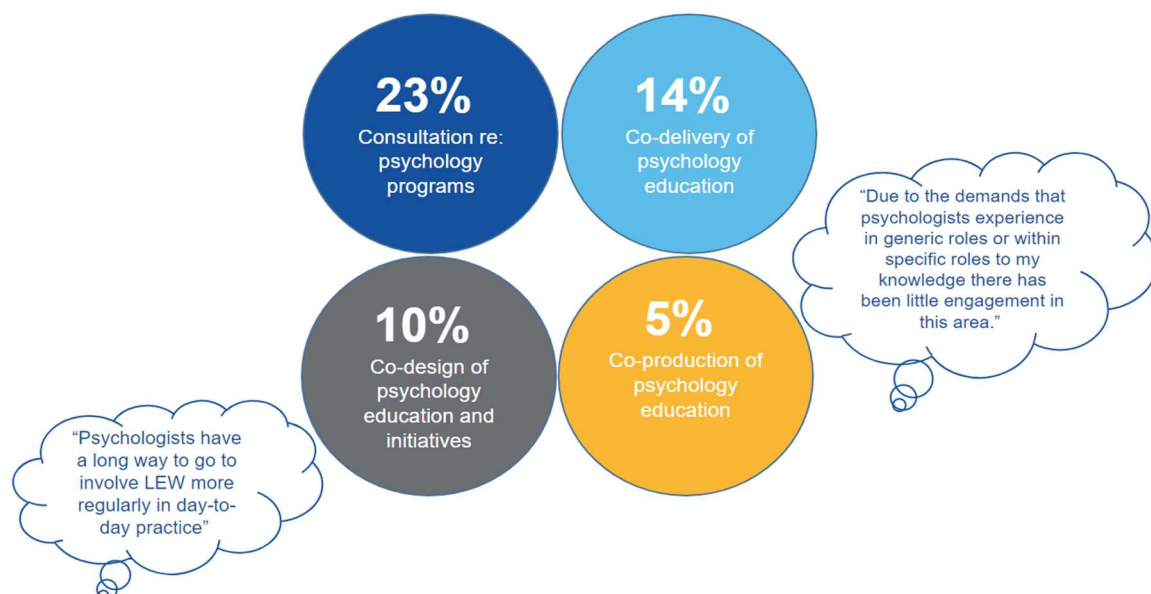 23%
Consultation re:
psychology
programs
14%
Co-delivery of
psychology
education
10%
Co-design of
psychology
education and
initiatives
5%
Co-production of
psychology
education
“Due to the demands that
psychologists experience
in generic roles or within
specific roles to my
knowledge there has
been little engagement in
this area.”
“Psychologists have
a long way to go to
involve LEW more
regularly in day-to-
day practice”